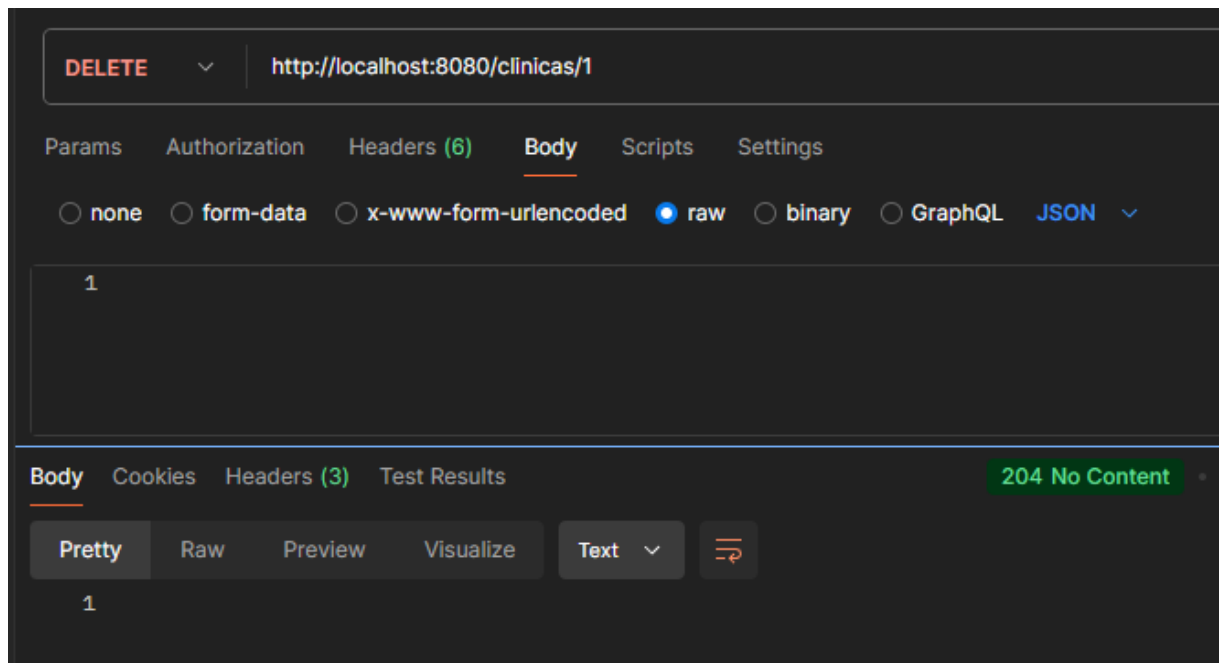 DELETE http://localhost:8080/clinicas/1
Params Authorization Headers (6) Body Scripts Settings
none form-data x-www-form-urlencoded raw binary GraphQL JSON
1
Body Cookies Headers (3) Test Results 204 No Content
Pretty Raw Preview Visualize Text
1